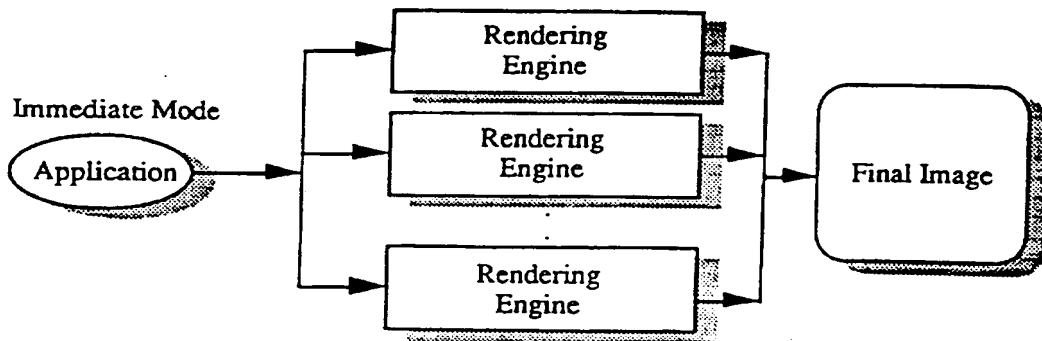 Rendering
Engine
Immediate Mode
Application
Rendering
Engine
Final Image
Rendering
Engine